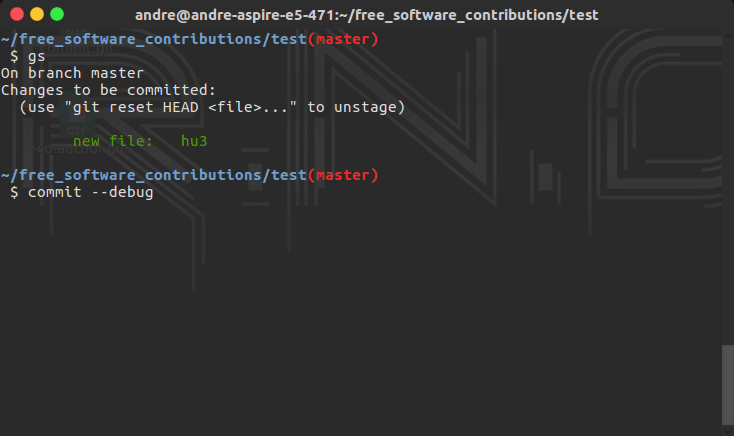 andre@andre-aspire-e5-471:~/free_software_contributions/test
~/free_software_contributions/test(master)
$ gs
On branch master
Changes to be committed:
(use "git reset HEAD <file>..." to unstage)
new file: hu3
~/free_software_contributions/test(master)
$ commit --debug